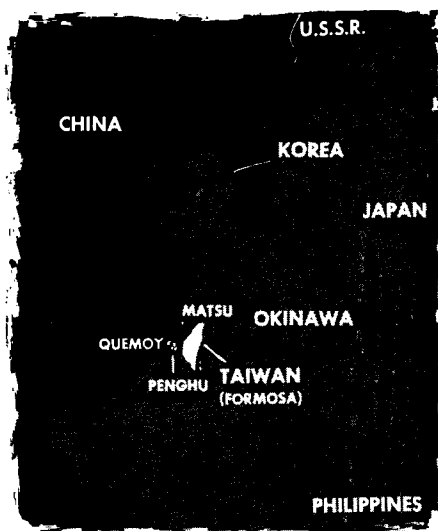 U.S.S.R.
CHINA
KOREA
JAPAN
MATSU
OKINAWA
QUEMOY
TAIWAN
PENGHU
(FORMOSA)
PHILIPPINES